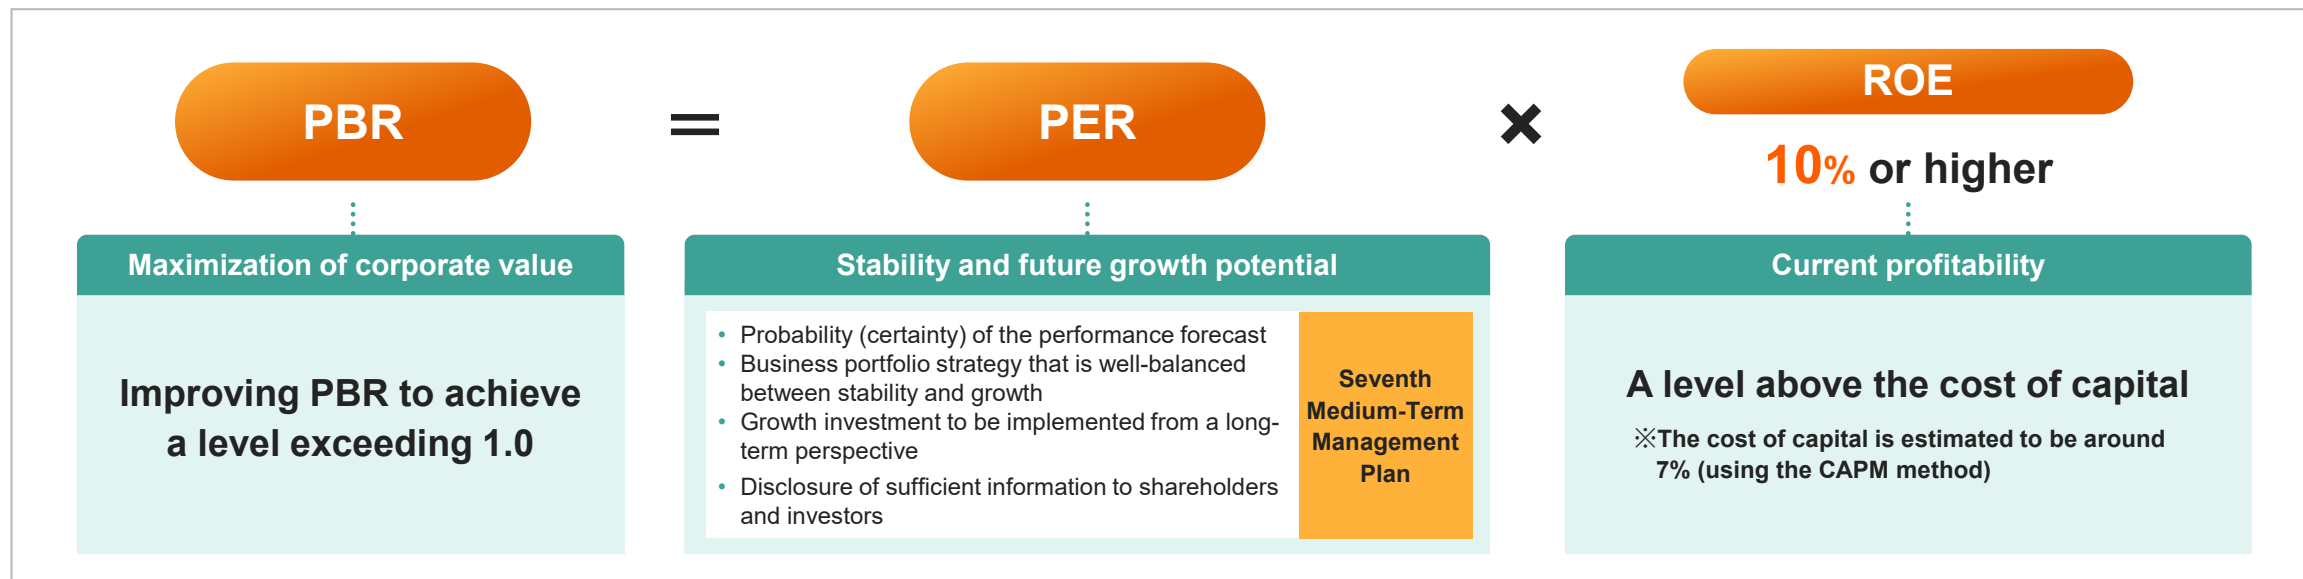 PBR
=
PER
×
ROE
10% or higher
Maximization of corporate value
Improving PBR to achieve
a level exceeding 1.0
Stability and future growth potential
• Probability (certainty) of the performance forecast
• Business portfolio strategy that is well-balanced
between stability and growth
• Growth investment to be implemented from a long-
term perspective
• Disclosure of sufficient information to shareholders
and investors
Seventh
Medium-Term
Management
Plan
Current profitability
A level above the cost of capital
※The cost of capital is estimated to be around
7% (using the CAPM method)